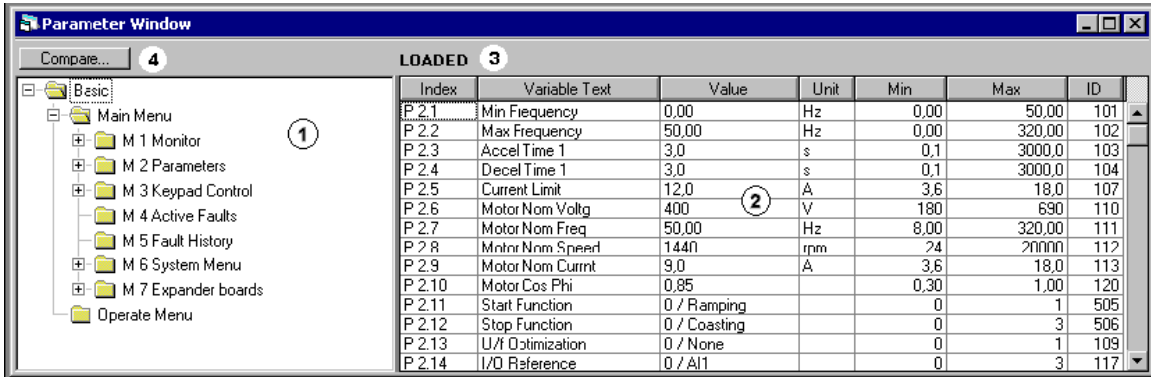 Parameter Window
Compare... 4 LOADED 3
Basic
Main Menu
M 1 Monitor
M 2 Parameters
M 3 Keypad Control
M 4 Active Faults
M 5 Fault History
M 6 System Menu
M 7 Expander boards
Operate Menu
1
Index Variable Text Value Unit Min Max ID
P 2.1 Min Frequency 0,00 Hz 0,00 50,00 101
P 2.2 Max Frequency 50,00 Hz 0,00 320,00 102
P 2.3 Accel Time 1 3,0 s 0,1 3000,0 103
P 2.4 Decel Time 1 3,0 s 0,1 3000,0 104
P 2.5 Current Limit 12,0 A 3,6 18,0 107
P 2.6 Motor Nom Voltg 400 V 180 690 110
2
P 2.7 Motor Nom Freq 50,00 Hz 8,00 320,00 111
P 2.8 Motor Nom Speed 1440 rpm 24 20000 112
P 2.9 Motor Nom Currnt 9,0 A 3,6 18,0 113
P 2.10 Motor Cos Phi 0,85 0,30 1,00 120
P 2.11 Start Function 0 / Ramping 0 1 505
P 2.12 Stop Function 0 / Coasting 0 3 506
P 2.13 U/f Optimization 0 / None 0 1 109
P 2.14 I/O Reference 0 / AI1 0 3 117